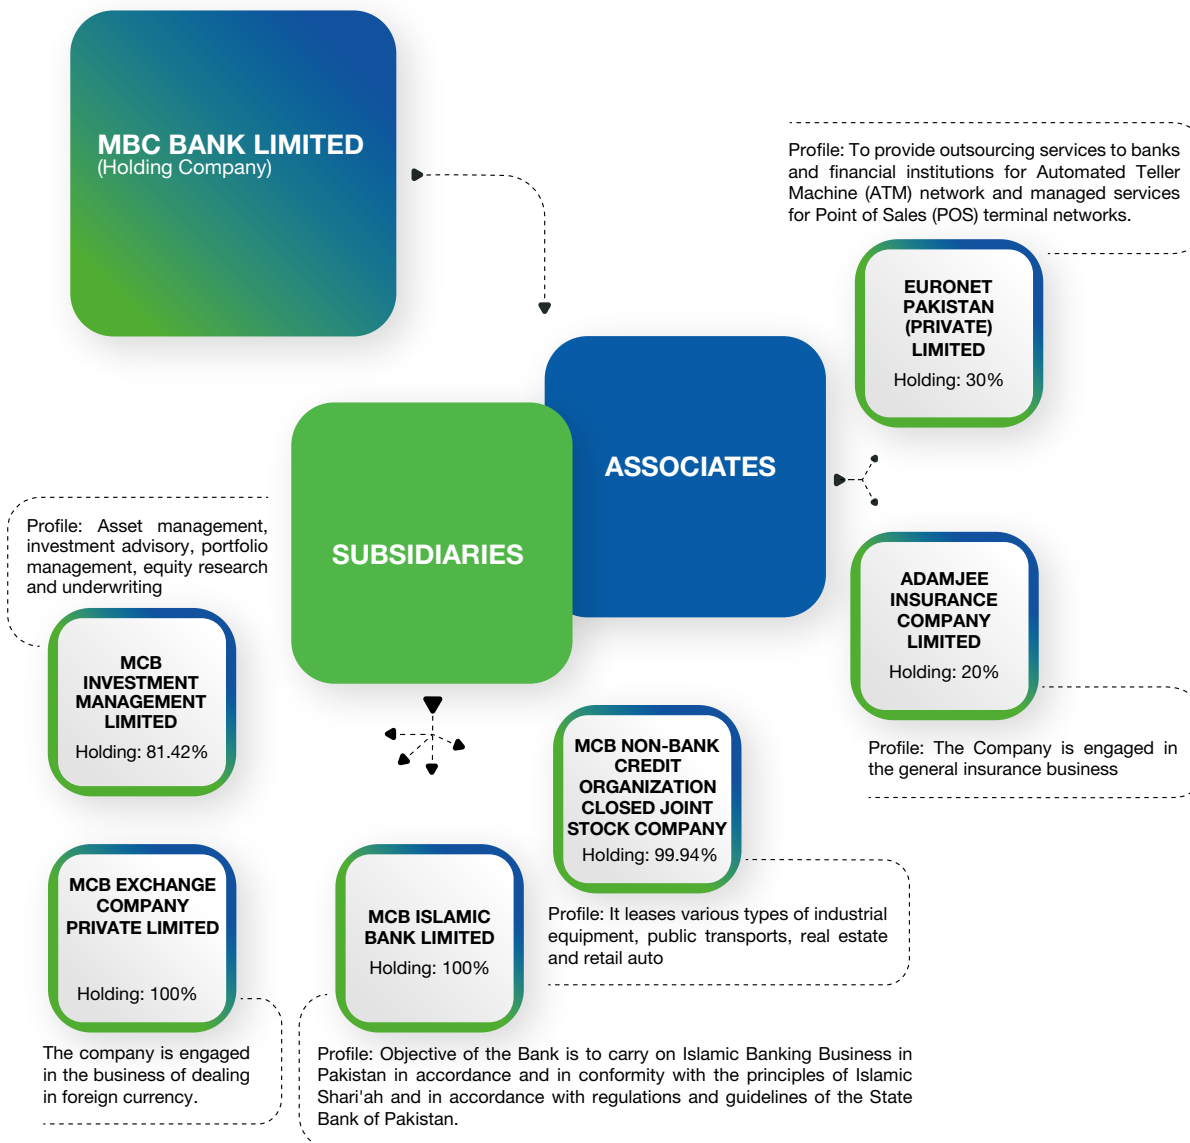 MBC BANK LIMITED
(Holding Company)
Profile: To provide outsourcing services to banks
and financial institutions for Automated Teller
Machine (ATM) network and managed services
for Point of Sales (POS) terminal networks.
EURONET
PAKISTAN
(PRIVATE)
LIMITED
Holding: 30%
ASSOCIATES
SUBSIDIARIES
ADAMJEE
INSURANCE
COMPANY
LIMITED
Holding: 20%
Profile: The Company is engaged in
the general insurance business
Profile: Asset management,
investment advisory, portfolio
management, equity research
and underwriting
MCB
INVESTMENT
MANAGEMENT
LIMITED
Holding: 81.42%
MCB NON-BANK
CREDIT
ORGANIZATION
CLOSED JOINT
STOCK COMPANY
Holding: 99.94%
Profile: It leases various types of industrial
equipment, public transports, real estate
and retail auto
MCB EXCHANGE
COMPANY
PRIVATE LIMITED
Holding: 100%
The company is engaged
in the business of dealing
in foreign currency.
MCB ISLAMIC
BANK LIMITED
Holding: 100%
Profile: Objective of the Bank is to carry on Islamic Banking Business in
Pakistan in accordance and in conformity with the principles of Islamic
Shari'ah and in accordance with regulations and guidelines of the State
Bank of Pakistan.